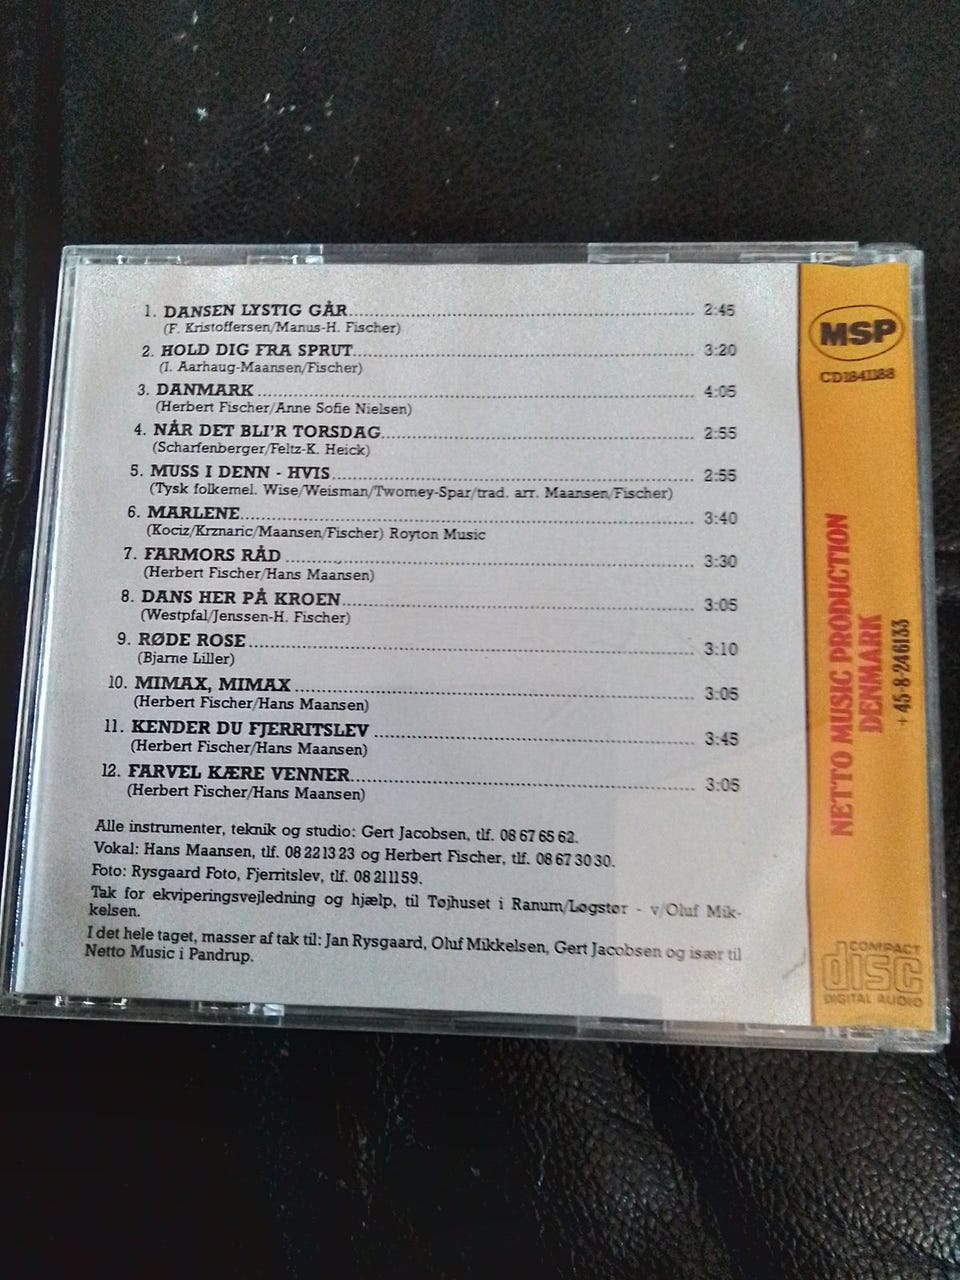 1. DANSEN LYSTIG GÅR........ 2:45
(F. Kristoffersen/Manus-H. Fischer)
2. HOLD DIG FRA SPRUT........ 3:20
(I. Aarhaug-Maansen/Fischer)
3. DANMARK ........ 4:05
(Herbert Fischer/Anne Sofie Nielsen)
4. NÅR DET BLI'R TORSDAG........ 2:55
(Scharfenberger/Feltz-K. Heick)
5. MUSS I DENN - HVIS........ 2:55
(Tysk folkemel. Wise/Weisman/Twomey-Spar/trad. arr. Maansen/Fischer)
6. MARLENE........ 3:40
(Kociz/Krznaric/Maansen/Fischer) Royton Music
7. FARMORS RÅD ........ 3:30
(Herbert Fischer/Hans Maansen)
8. DANS HER PÅ KROEN........ 3:05
(Westpfal/Jenssen-H. Fischer)
9. RØDE ROSE ........ 3:10
(Bjarne Liller)
10. MIMAX, MIMAX ........ 3:05
(Herbert Fischer/Hans Maansen)
11. KENDER DU FJERRITSLEV ........ 3:45
(Herbert Fischer/Hans Maansen)
12. FARVEL KÆRE VENNER........ 3:05
(Herbert Fischer/Hans Maansen)
Alle instrumenter, teknik og studio: Gert Jacobsen, tlf. 08 67 65 62.
Vokal: Hans Maansen, tlf. 08 22 13 23 og Herbert Fischer, tlf. 08 67 30 30.
Foto: Rysgaard Foto, Fjerritslev, tlf. 08 21 11 59.
Tak for ekviperingsvejledning og hjælp, til Tøjhuset i Ranum/Løgstør - v/Oluf Mik-
kelsen.
I det hele taget, masser af tak til: Jan Rysgaard, Oluf Mikkelsen, Gert Jacobsen og især til
Netto Music i Pandrup.
MSP
CD1841188
NETTO MUSIC PRODUCTION
DENMARK
+45-8-246133
COMPACT
disc
DIGITAL AUDIO